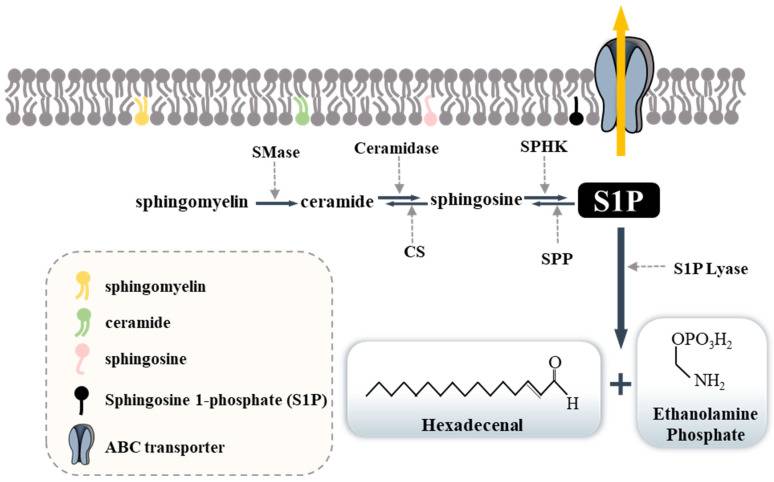 SMase
Ceramidase
SPHK
sphingomyelin
ceramide
sphingosine
S1P
CS
SPP
S1P Lyase
sphingomyelin
ceramide
sphingosine
Sphingosine 1-phosphate (S1P)
ABC transporter
O
H
Hexadecenal
+
OPO₃H₂
NH₂
Ethanolamine
Phosphate